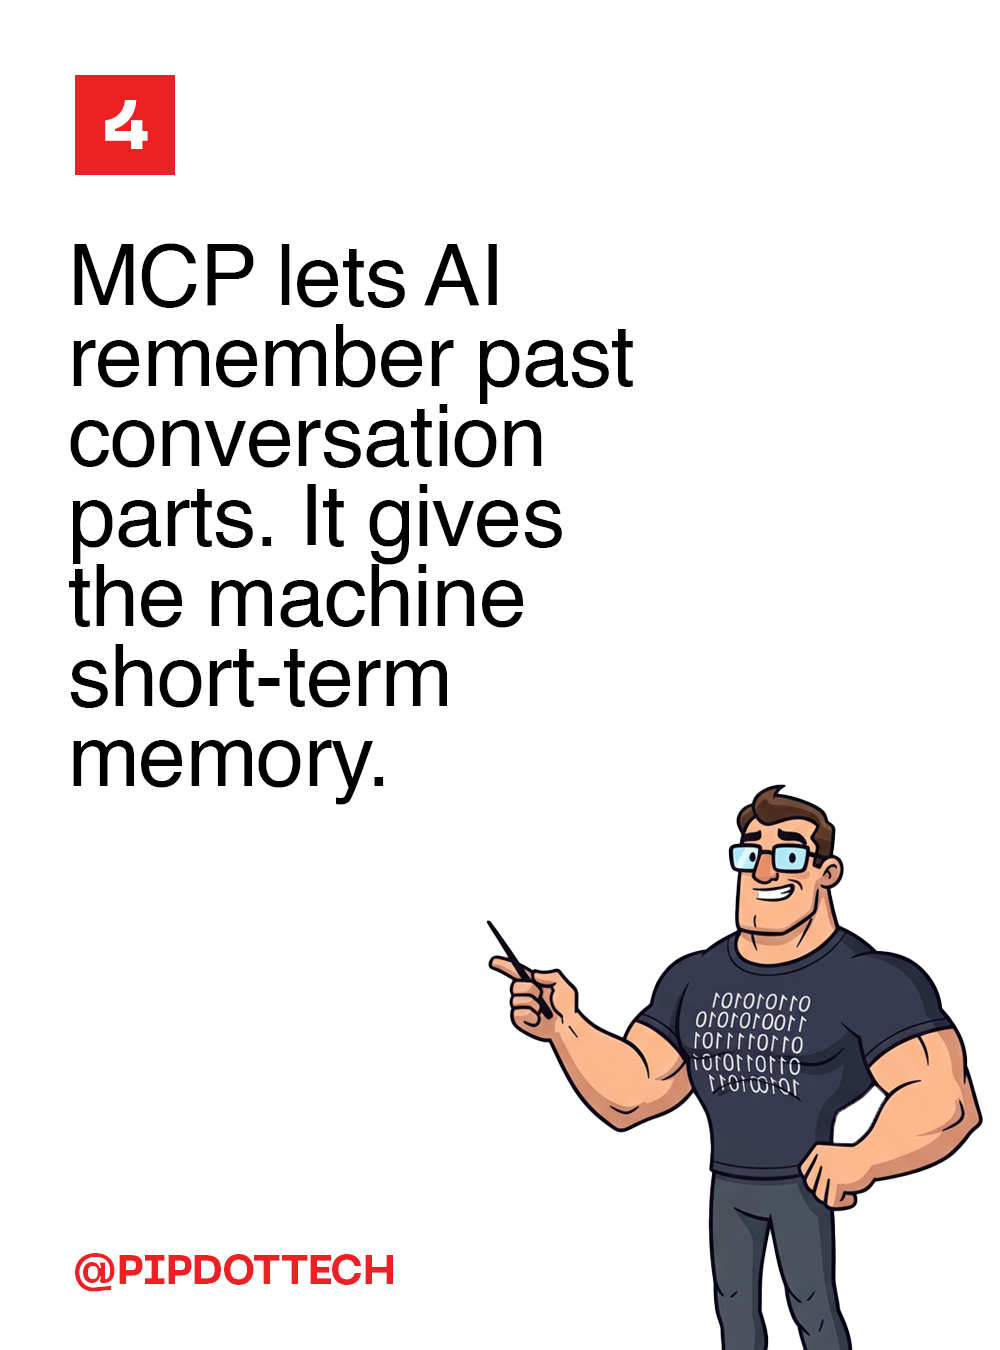 4
MCP lets AI
remember past
conversation
parts. It gives
the machine
short-term
memory.
@PIPDOTTECH